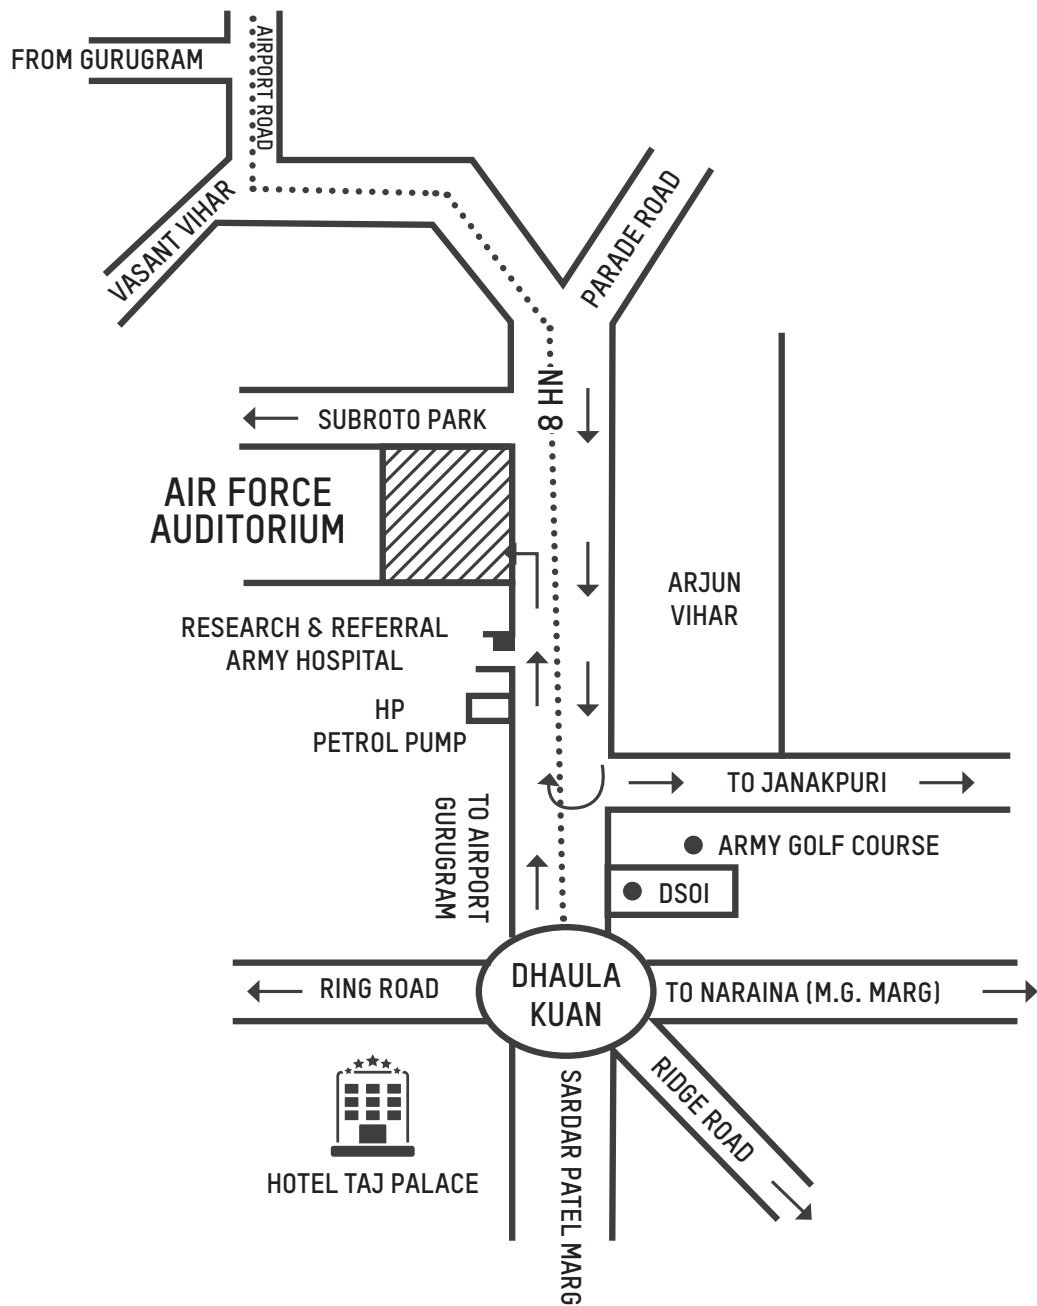 FROM GURUGRAM
AIRPORT ROAD
VASANT VIHAR
PARADE ROAD
NH 8
SUBROTO PARK
AIR FORCE
AUDITORIUM
ARJUN
VIHAR
RESEARCH & REFERRAL
ARMY HOSPITAL
HP
PETROL PUMP
TO JANAKPURI
TO AIRPORT
GURUGRAM
ARMY GOLF COURSE
DSOI
DHAULA
KUAN
RING ROAD
TO NARAINA (M.G. MARG)
RIDGE ROAD
SARDAR PATEL MARG
HOTEL TAJ PALACE